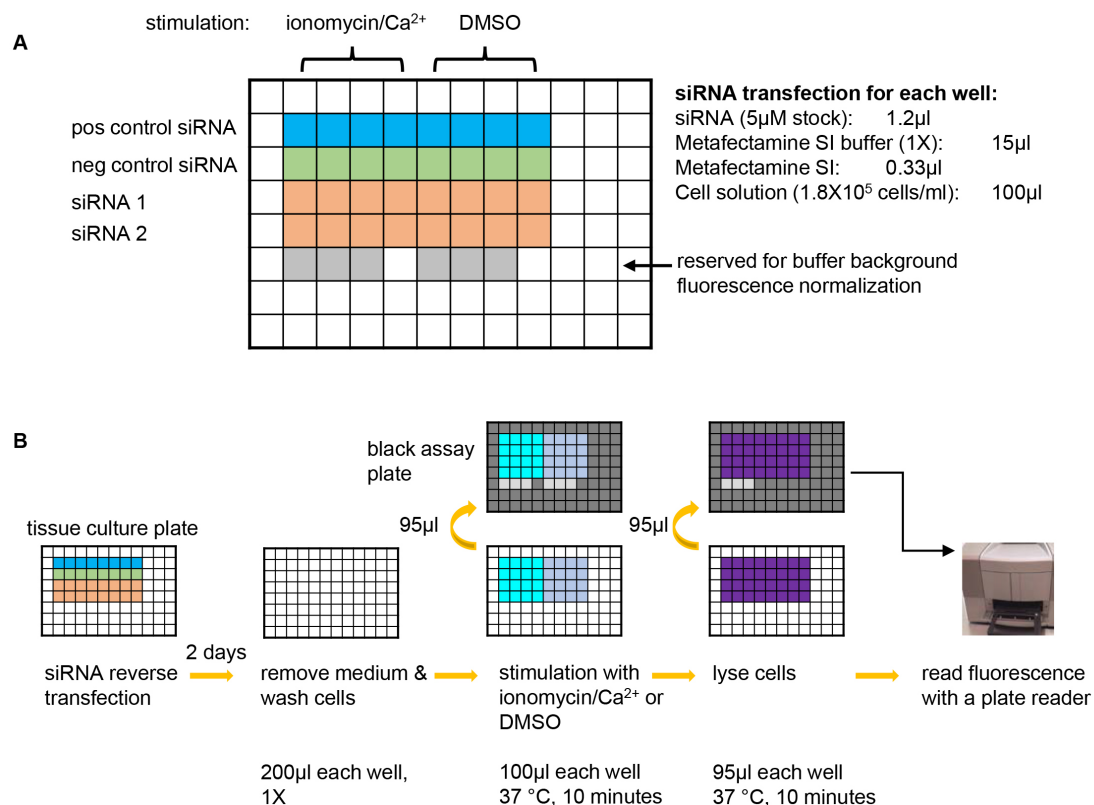 stimulation: ionomycin/Ca²⁺ DMSO
A
pos control siRNA
neg control siRNA
siRNA 1
siRNA 2
siRNA transfection for each well:
siRNA (5µM stock): 1.2µl
Metafectamine SI buffer (1X): 15µl
Metafectamine SI: 0.33µl
Cell solution (1.8X10⁵ cells/ml): 100µl
reserved for buffer background
fluorescence normalization
B
black assay
plate
95µl
95µl
tissue culture plate
2 days
siRNA reverse
transfection
remove medium &
wash cells
stimulation with
ionomycin/Ca²⁺ or
DMSO
lyse cells
read fluorescence
with a plate reader
200µl each well,
1X
100µl each well
37 °C, 10 minutes
95µl each well
37 °C, 10 minutes